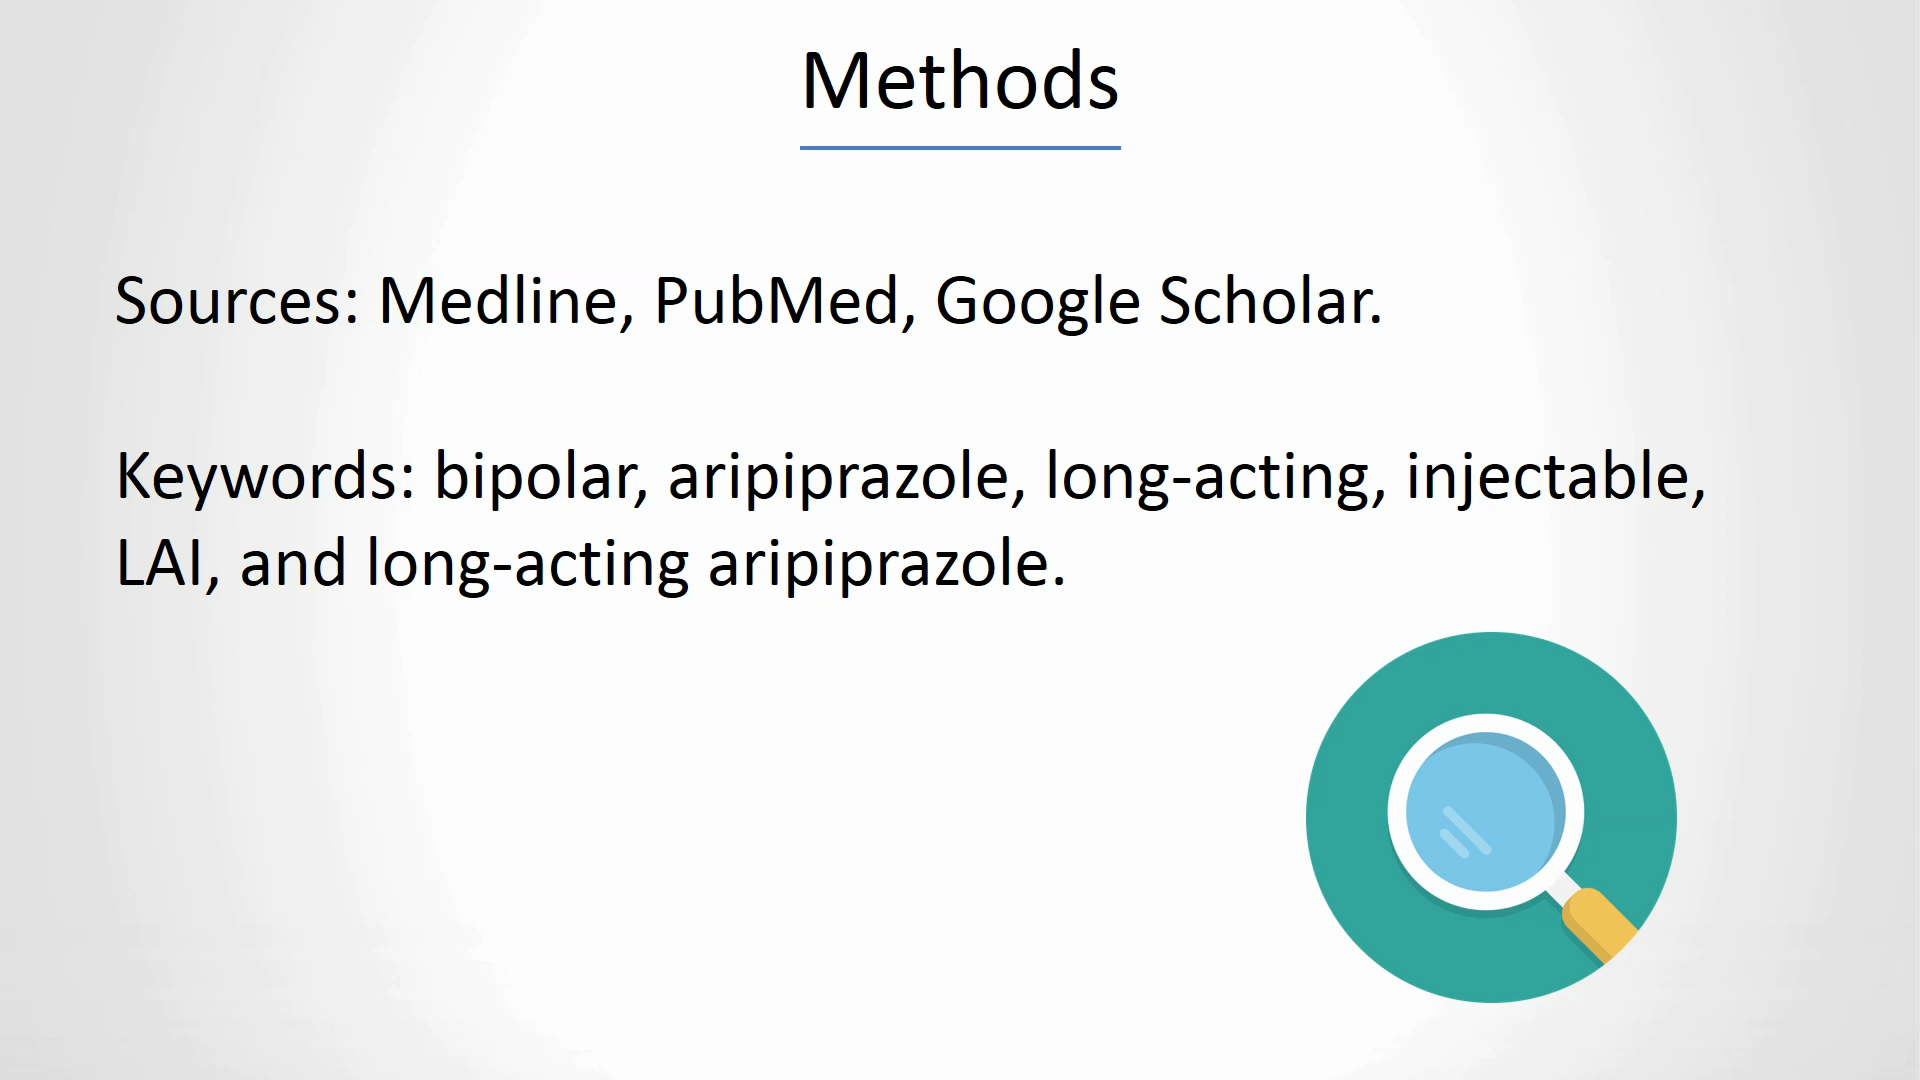 Methods
Sources: Medline, PubMed, Google Scholar.
Keywords: bipolar, aripiprazole, long-acting, injectable,
LAI, and long-acting aripiprazole.